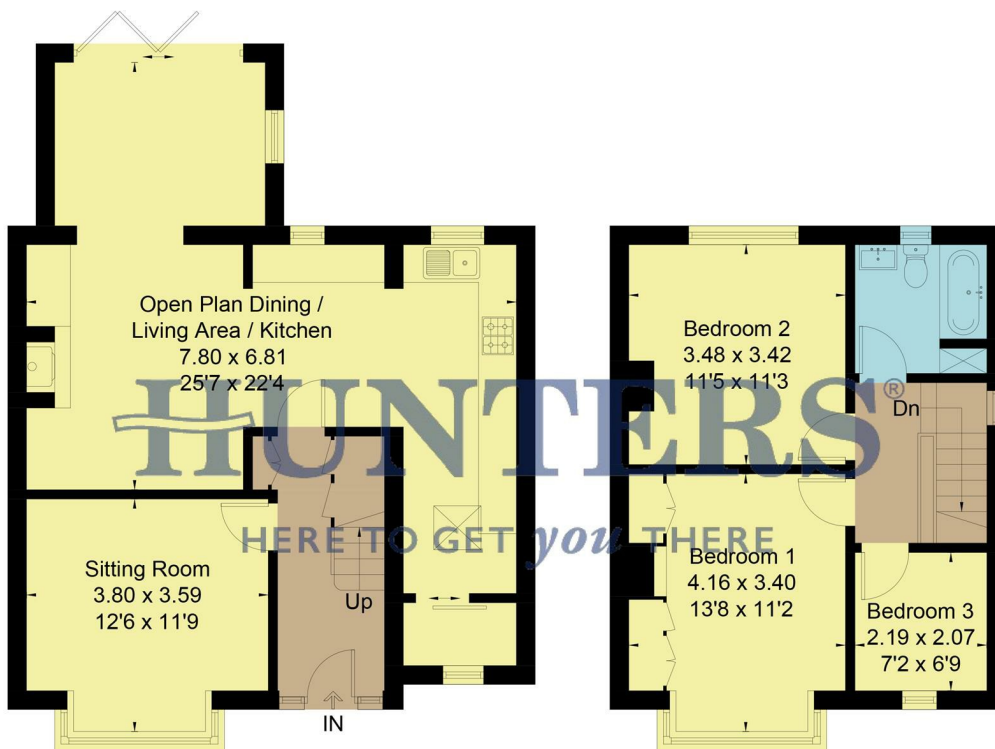 Open Plan Dining /
Living Area / Kitchen
7.80 x 6.81
25'7 x 22'4
Sitting Room
3.80 x 3.59
12'6 x 11'9
Up
IN
Bedroom 2
3.48 x 3.42
11'5 x 11'3
Dn
Bedroom 1
4.16 x 3.40
13'8 x 11'2
Bedroom 3
2.19 x 2.07
7'2 x 6'9
HUNTERS®
HERE TO GET you THERE